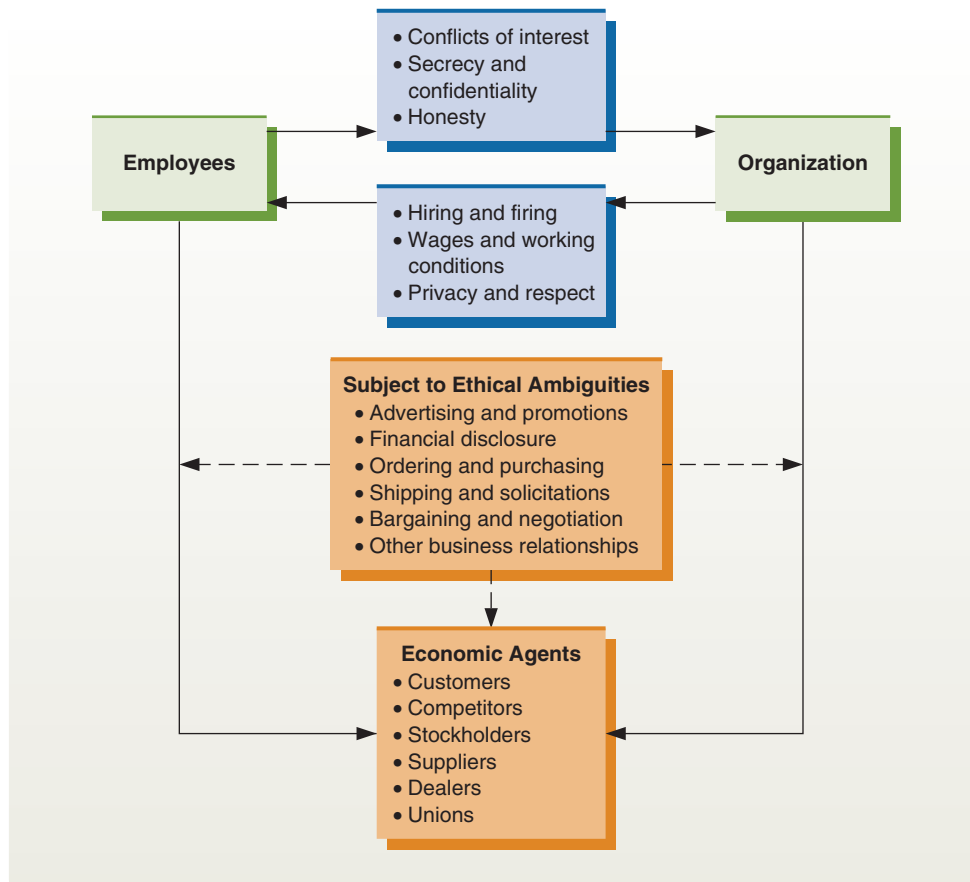 • Conflicts of interest
• Secrecy and
confidentiality
• Honesty
Employees
Organization
• Hiring and firing
• Wages and working
conditions
• Privacy and respect
Subject to Ethical Ambiguities
• Advertising and promotions
• Financial disclosure
• Ordering and purchasing
• Shipping and solicitations
• Bargaining and negotiation
• Other business relationships
Economic Agents
• Customers
• Competitors
• Stockholders
• Suppliers
• Dealers
• Unions